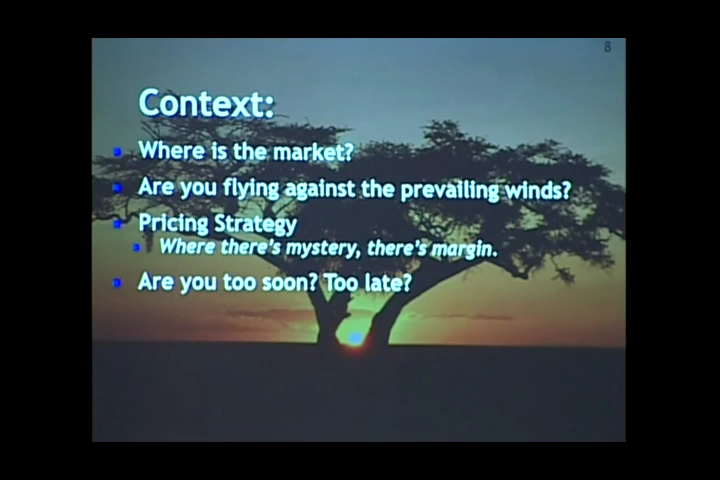 8
Context:
Where is the market?
Are you flying against the prevailing winds?
Pricing Strategy
Where there's mystery, there's margin.
Are you too soon? Too late?